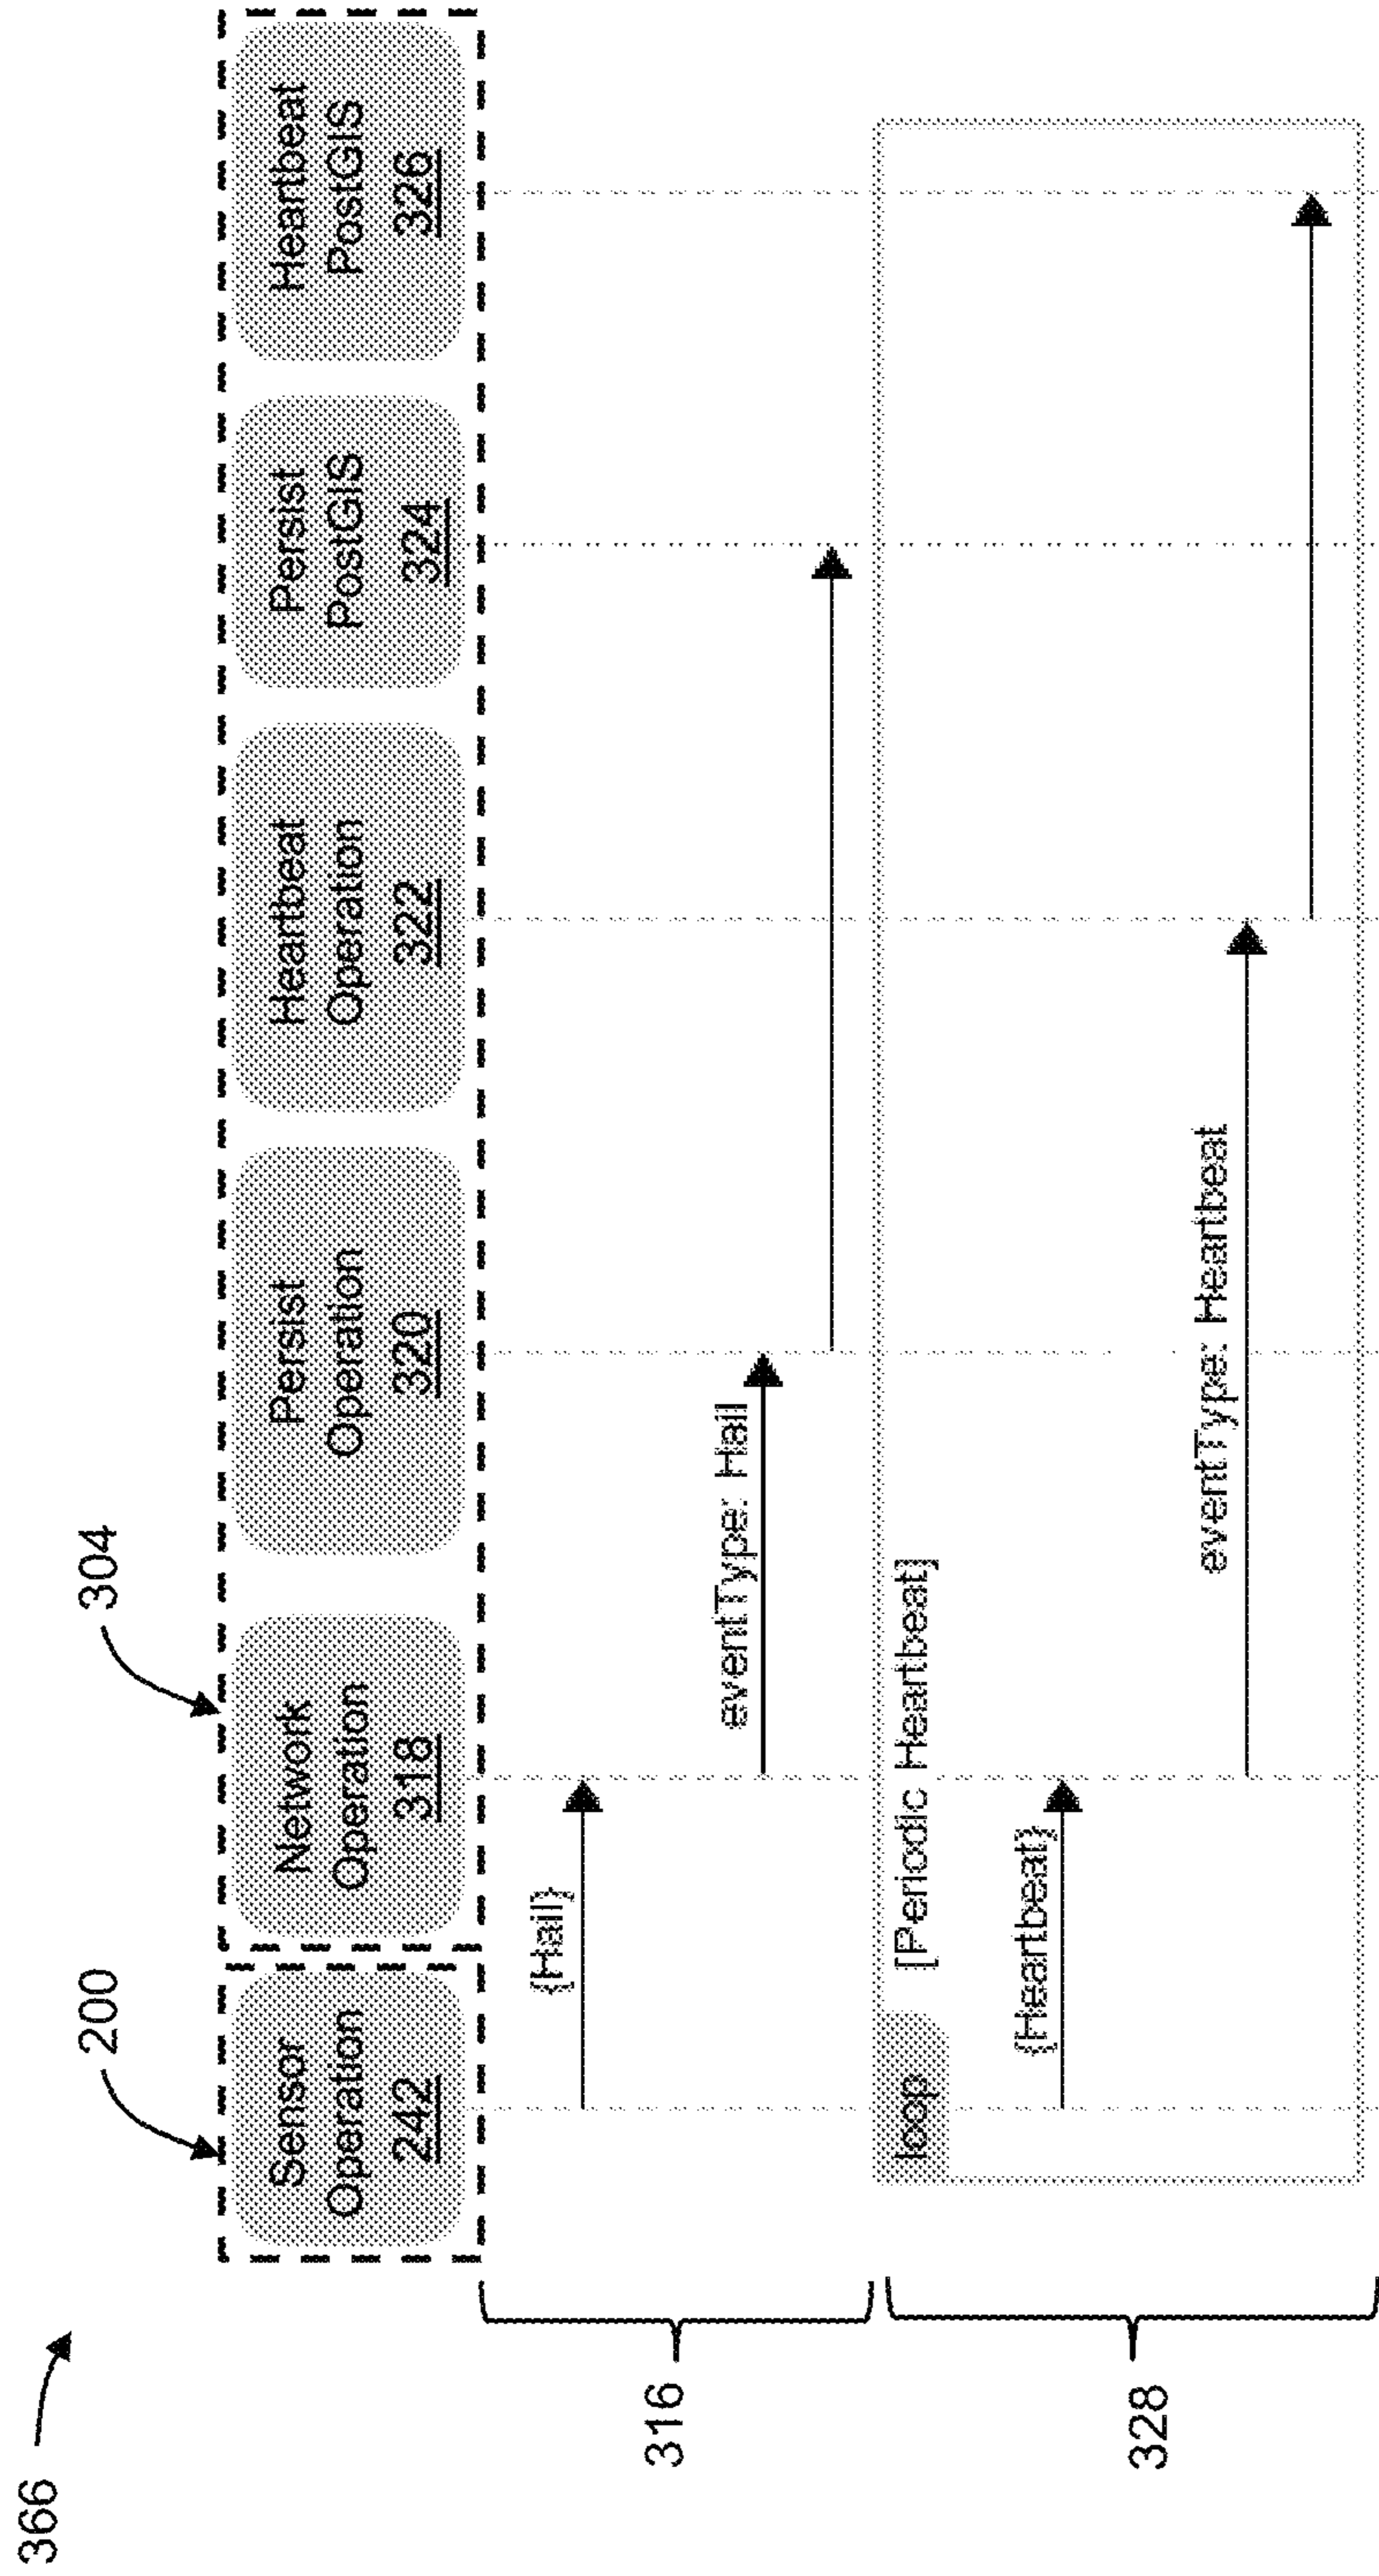 366
200
304
Sensor
Operation
242
Network
Operation
318
Persist
Operation
320
Heartbeat
Operation
322
Persist
PostGIS
324
Heartbeat
PostGIS
326
316
{Hail}
eventType: Hail
328
loop
[Periodic Heartbeat]
{Heartbeat}
eventType: Heartbeat